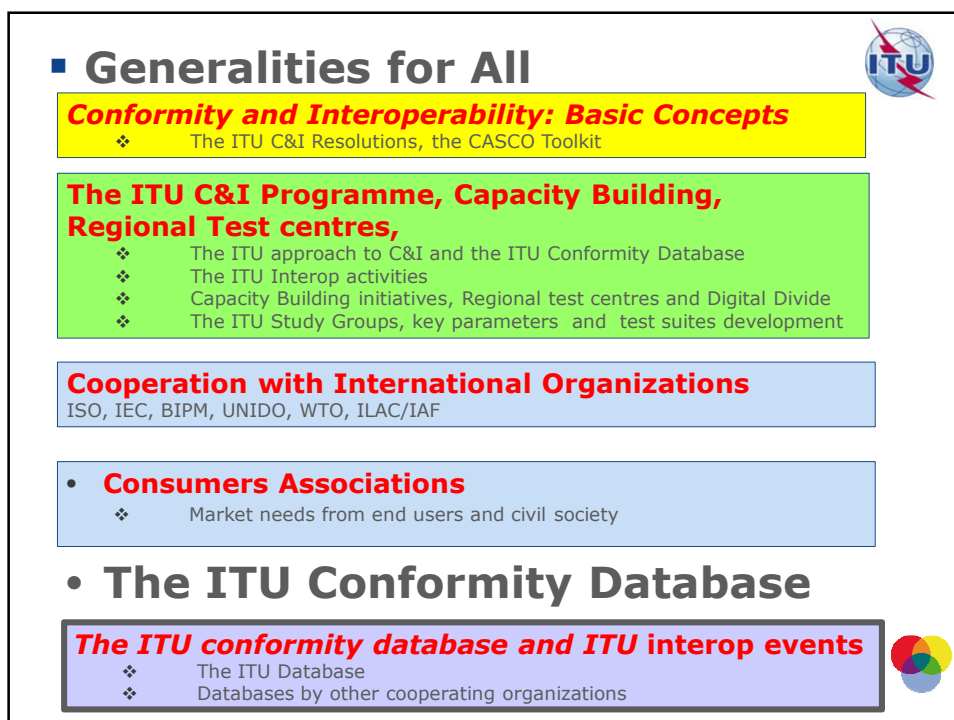 ▪ Generalities for All
ITU
Conformity and Interoperability: Basic Concepts
❖ The ITU C&I Resolutions, the CASCO Toolkit
The ITU C&I Programme, Capacity Building,
Regional Test centres,
❖ The ITU approach to C&I and the ITU Conformity Database
❖ The ITU Interop activities
❖ Capacity Building initiatives, Regional test centres and Digital Divide
❖ The ITU Study Groups, key parameters and test suites development
Cooperation with International Organizations
ISO, IEC, BIPM, UNIDO, WTO, ILAC/IAF
• Consumers Associations
❖ Market needs from end users and civil society
• The ITU Conformity Database
The ITU conformity database and ITU interop events
❖ The ITU Database
❖ Databases by other cooperating organizations